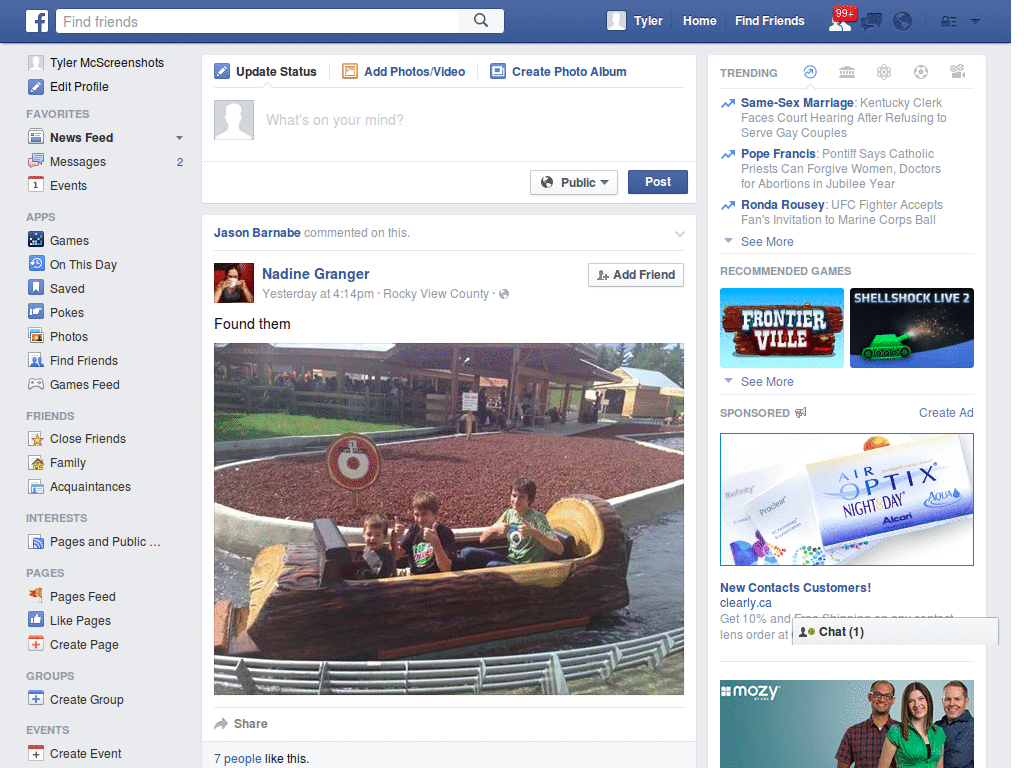 Find friends
Tyler
Home
Find Friends
99+
Tyler McScreenshots
Edit Profile
FAVORITES
News Feed
Messages
2
Events
APPS
Games
On This Day
Saved
Pokes
Photos
Find Friends
Games Feed
FRIENDS
Close Friends
Family
Acquaintances
INTERESTS
Pages and Public ...
PAGES
Pages Feed
Like Pages
Create Page
GROUPS
Create Group
EVENTS
Create Event
Update Status
Add Photos/Video
Create Photo Album
What's on your mind?
Public
Post
Jason Barnabe commented on this.
Nadine Granger
Yesterday at 4:14pm · Rocky View County ·
Add Friend
Found them
Share
7 people like this.
TRENDING
Same-Sex Marriage: Kentucky Clerk
Faces Court Hearing After Refusing to
Serve Gay Couples
Pope Francis: Pontiff Says Catholic
Priests Can Forgive Women, Doctors
for Abortions in Jubilee Year
Ronda Rousey: UFC Fighter Accepts
Fan's Invitation to Marine Corps Ball
See More
RECOMMENDED GAMES
FRONTIER
VILLE
SHELLSHOCK LIVE 2
See More
SPONSORED
Create Ad
Biofinity
Proclear
AIR
OPTIX
NIGHT&DAY
AQUA
Alcon
New Contacts Customers!
clearly.ca
Get 10% and Free Shipping on any contact
lens order at
Chat (1)
mozy